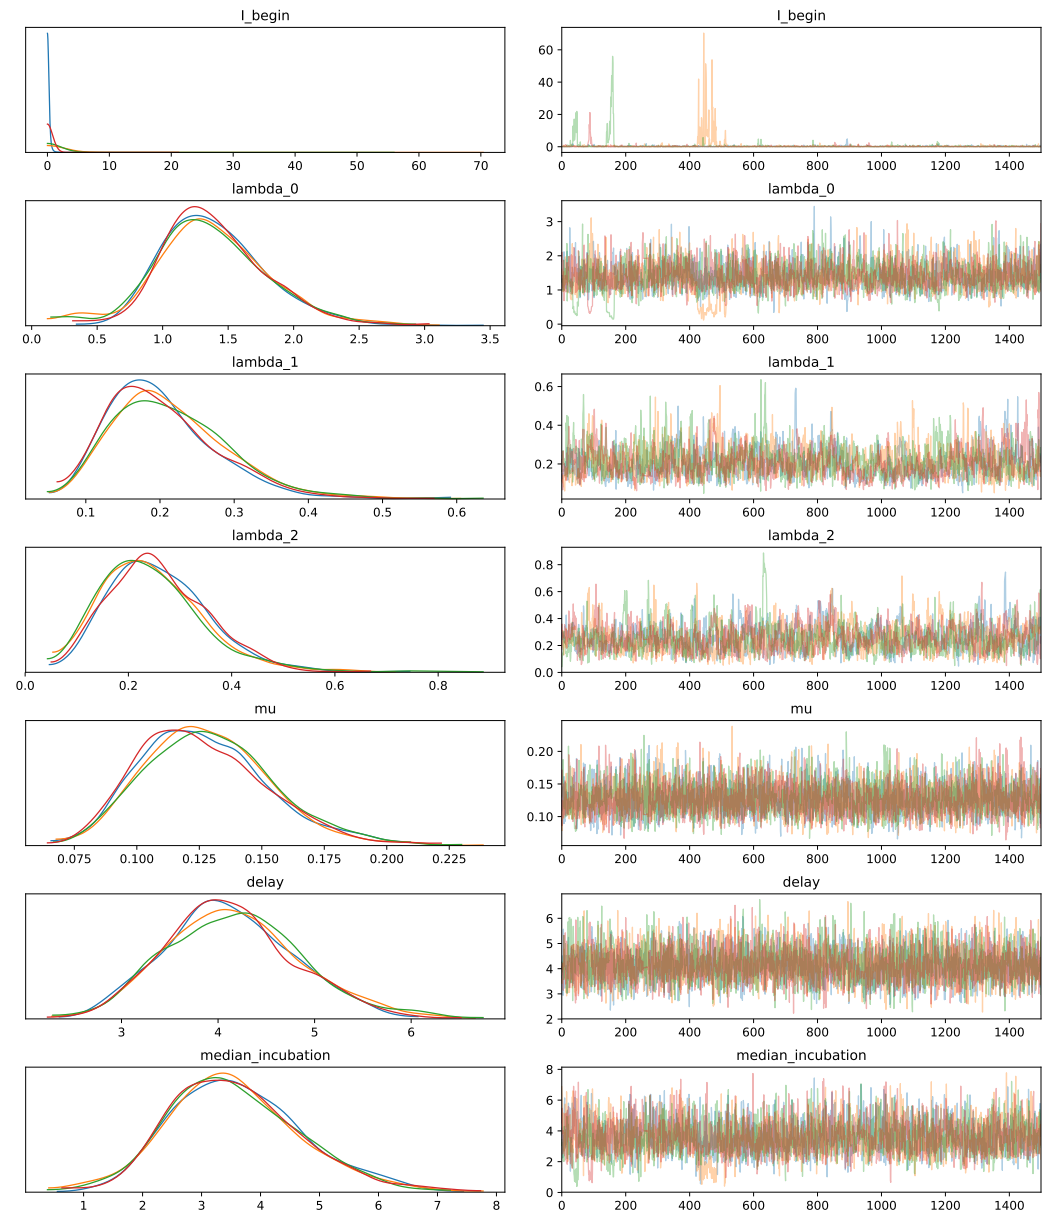 I_begin I_begin
60
40
20
0
0 10 20 30 40 50 60 70 0 200 400 600 800 1000 1200 1400
lambda_0 lambda_0
3
2
1
0
0.0 0.5 1.0 1.5 2.0 2.5 3.0 3.5 0 200 400 600 800 1000 1200 1400
lambda_1 lambda_1
0.6
0.4
0.2
0.1 0.2 0.3 0.4 0.5 0.6 0 200 400 600 800 1000 1200 1400
lambda_2 lambda_2
0.8
0.6
0.4
0.2
0.0
0.0 0.2 0.4 0.6 0.8 0 200 400 600 800 1000 1200 1400
mu mu
0.20
0.15
0.10
0.075 0.100 0.125 0.150 0.175 0.200 0.225 0 200 400 600 800 1000 1200 1400
delay delay
6
5
4
3
2
3 4 5 6 0 200 400 600 800 1000 1200 1400
median_incubation median_incubation
8
6
4
2
0
1 2 3 4 5 6 7 8 0 200 400 600 800 1000 1200 1400